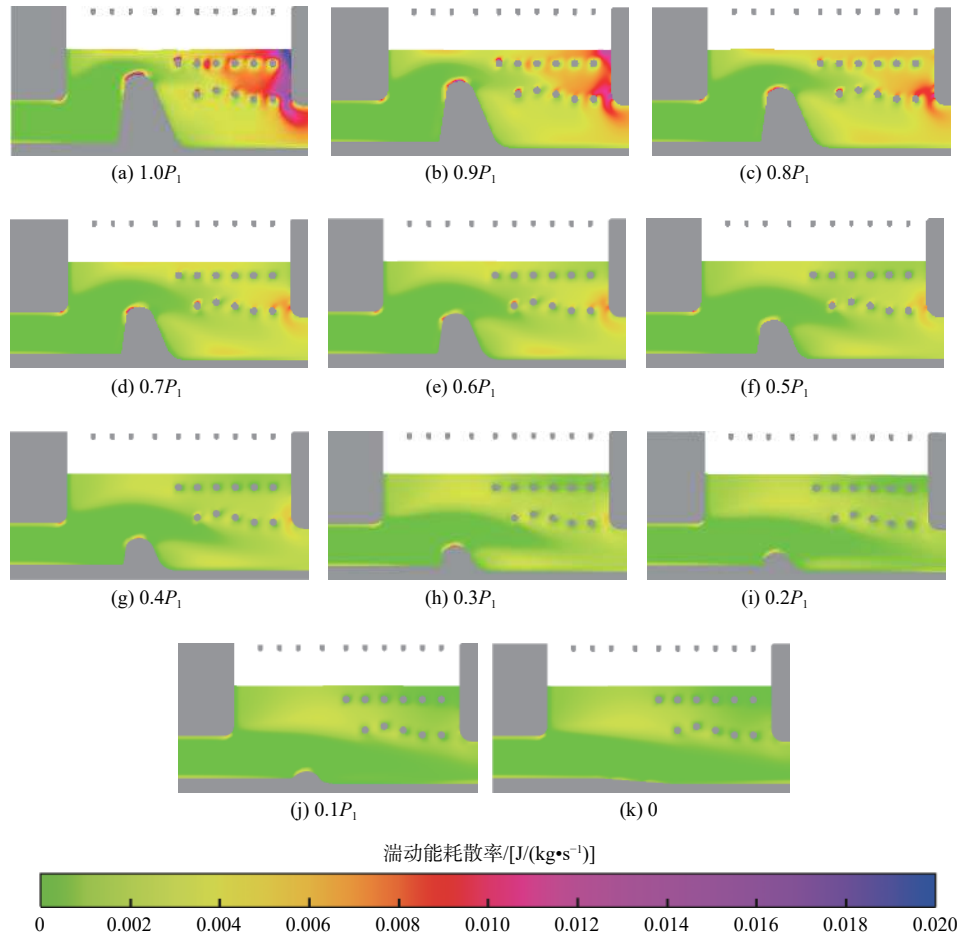 (a) 1.0P₁
(b) 0.9P₁
(c) 0.8P₁
(d) 0.7P₁
(e) 0.6P₁
(f) 0.5P₁
(g) 0.4P₁
(h) 0.3P₁
(i) 0.2P₁
(j) 0.1P₁
(k) 0
湍动能耗散率/[J/(kg•s⁻¹)]
0 0.002 0.004 0.006 0.008 0.010 0.012 0.014 0.016 0.018 0.020